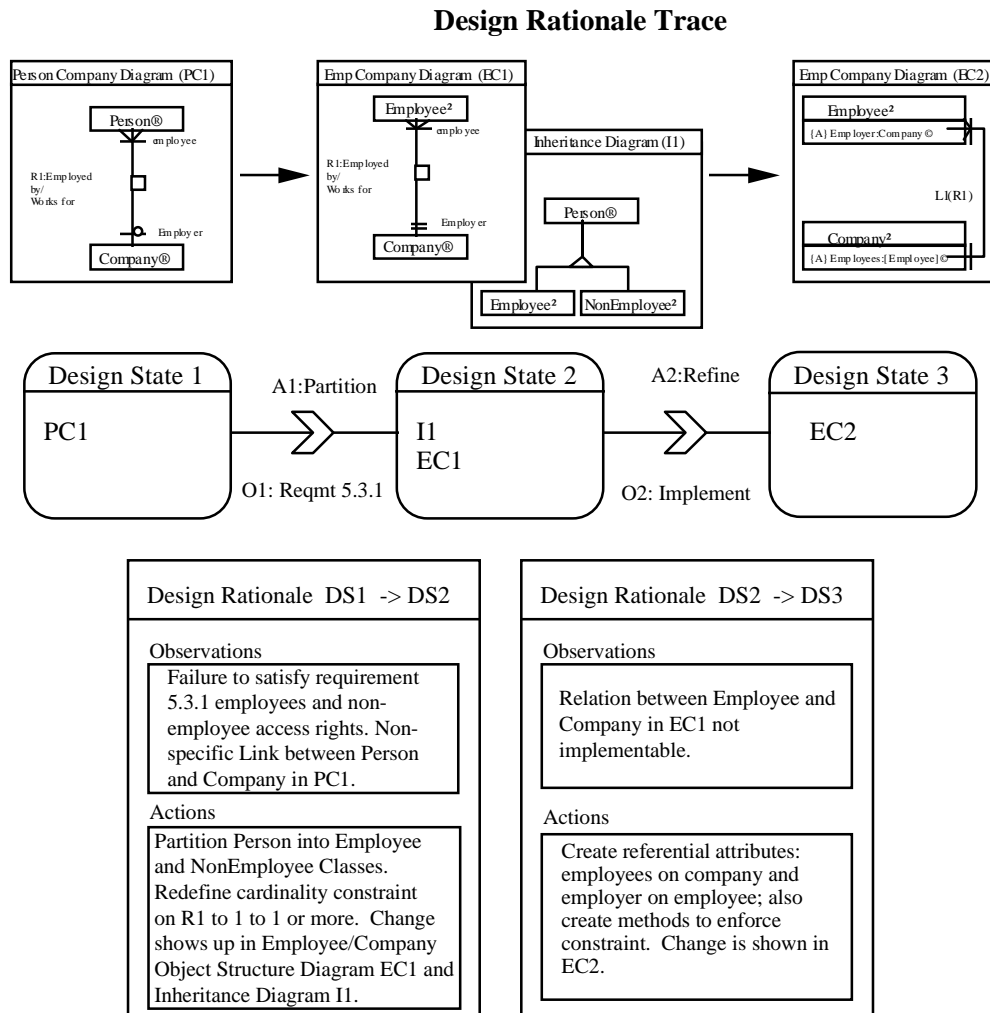 Design Rationale Trace
Person Company Diagram (PC1)
Person®
employee
R1:Employed
by/
Works for
Employer
Company®
Emp Company Diagram (EC1)
Employee²
employee
R1:Employed
by/
Works for
Employer
Company®
Inheritance Diagram (I1)
Person®
Employee²
NonEmployee²
Emp Company Diagram (EC2)
Employee²
{A} Employer:Company ©
L1(R1)
Company²
{A} Employees:[Employee]©
Design State 1
PC1
A1:Partition
O1: Reqmt 5.3.1
Design State 2
I1
EC1
A2:Refine
O2: Implement
Design State 3
EC2
Design Rationale DS1 -> DS2
Observations
Failure to satisfy requirement
5.3.1 employees and non-
employee access rights. Non-
specific Link between Person
and Company in PC1.
Actions
Partition Person into Employee
and NonEmployee Classes.
Redefine cardinality constraint
on R1 to 1 to 1 or more. Change
shows up in Employee/Company
Object Structure Diagram EC1 and
Inheritance Diagram I1.
Design Rationale DS2 -> DS3
Observations
Relation between Employee and
Company in EC1 not
implementable.
Actions
Create referential attributes:
employees on company and
employer on employee; also
create methods to enforce
constraint. Change is shown in
EC2.